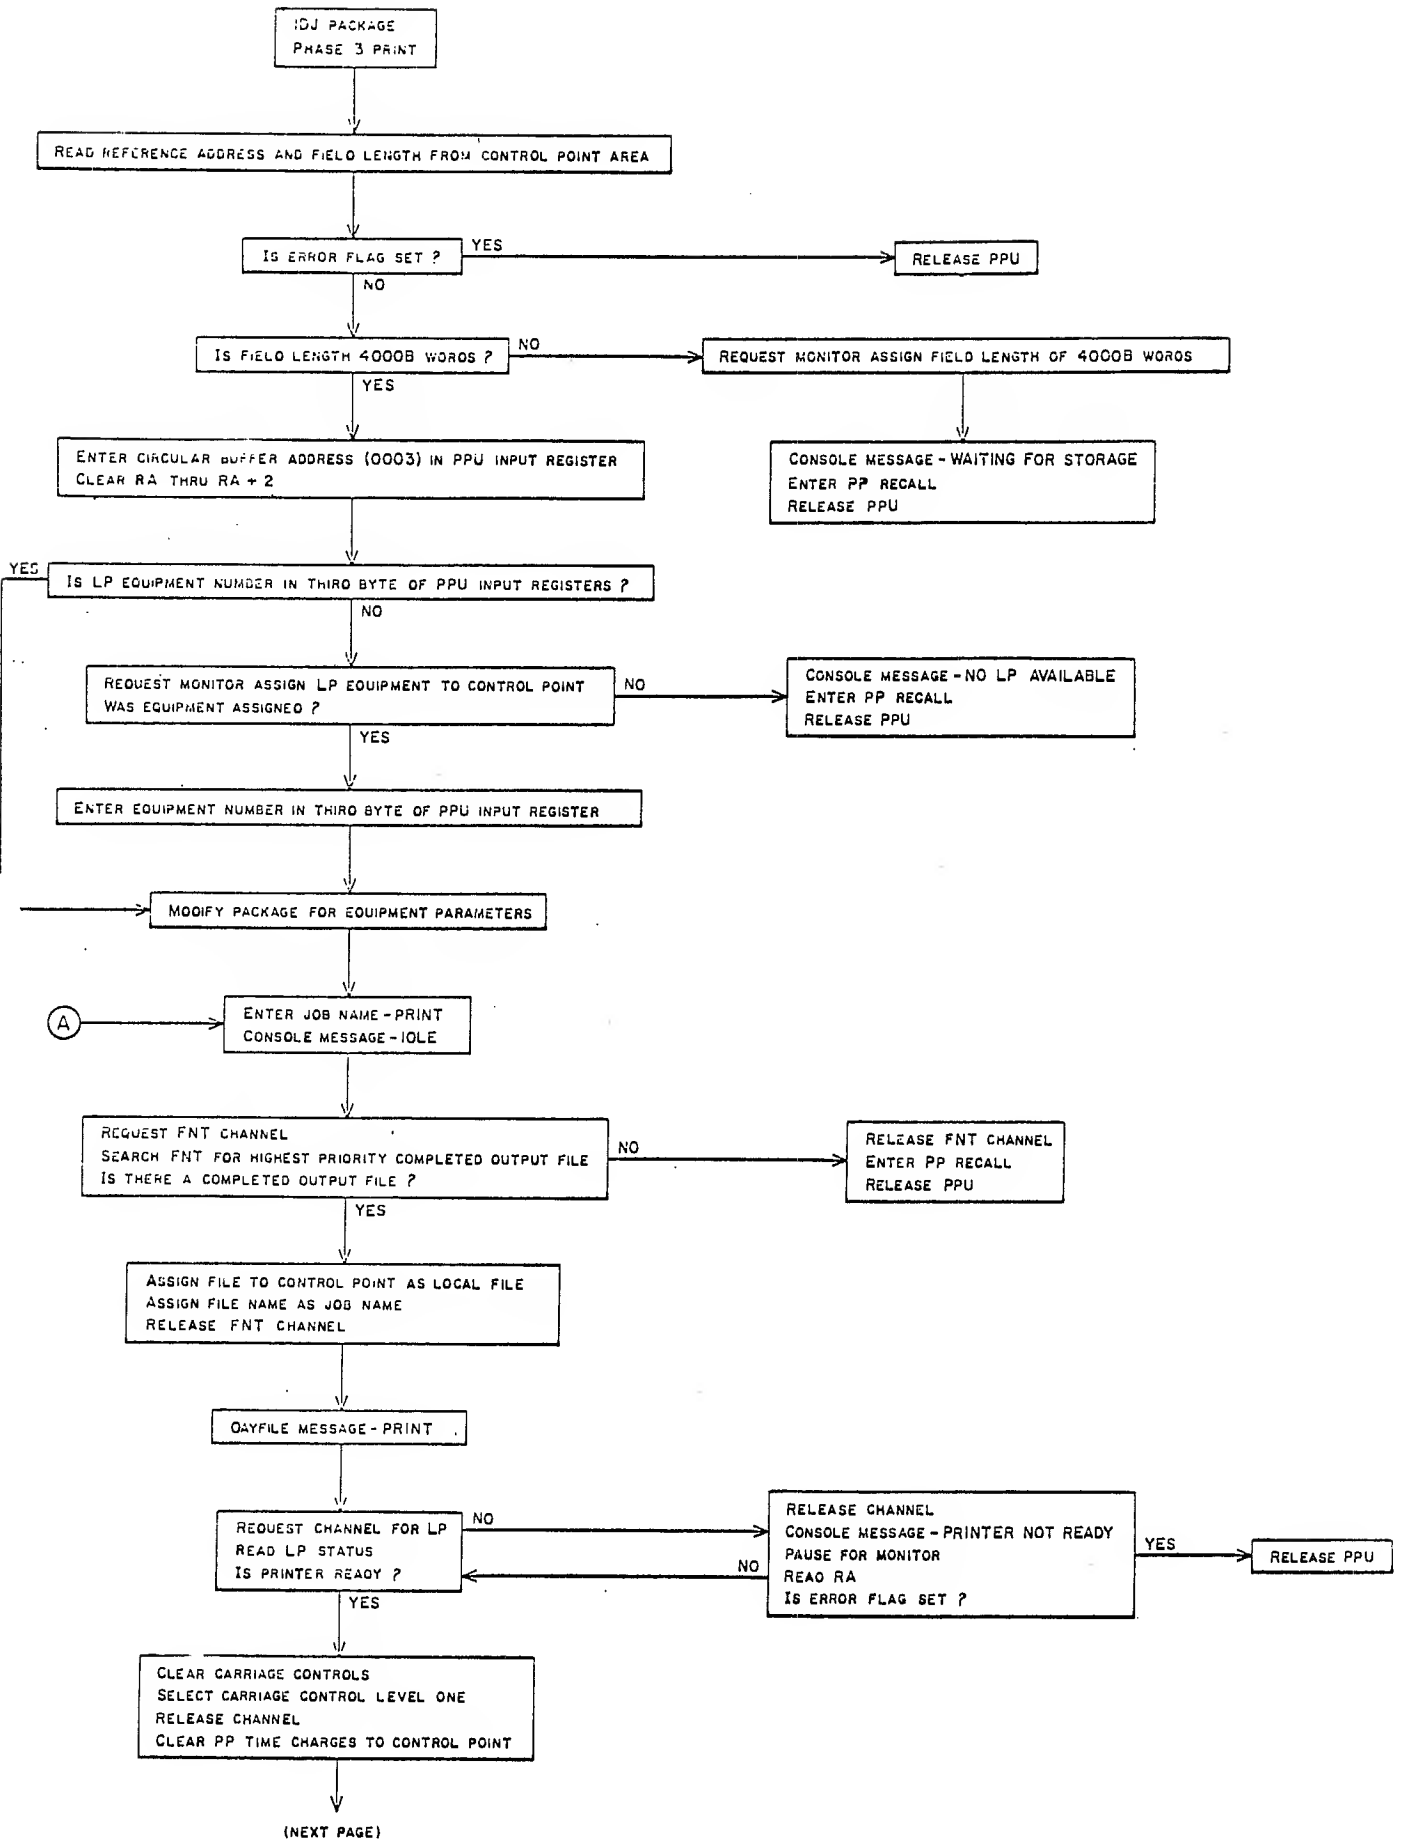 IDJ PACKAGE
PHASE 3 PRINT
READ REFERENCE ADDRESS AND FIELD LENGTH FROM CONTROL POINT AREA
IS ERROR FLAG SET ?
YES
RELEASE PPU
NO
IS FIELD LENGTH 4000B WORDS ?
NO
REQUEST MONITOR ASSIGN FIELD LENGTH OF 4000B WORDS
YES
ENTER CIRCULAR BUFFER ADDRESS (0003) IN PPU INPUT REGISTER
CLEAR RA THRU RA + 2
CONSOLE MESSAGE - WAITING FOR STORAGE
ENTER PP RECALL
RELEASE PPU
YES
IS LP EQUIPMENT NUMBER IN THIRD BYTE OF PPU INPUT REGISTERS ?
NO
REQUEST MONITOR ASSIGN LP EQUIPMENT TO CONTROL POINT
WAS EQUIPMENT ASSIGNED ?
NO
CONSOLE MESSAGE - NO LP AVAILABLE
ENTER PP RECALL
RELEASE PPU
YES
ENTER EQUIPMENT NUMBER IN THIRD BYTE OF PPU INPUT REGISTER
MODIFY PACKAGE FOR EQUIPMENT PARAMETERS
A
ENTER JOB NAME - PRINT
CONSOLE MESSAGE - IDLE
REQUEST FNT CHANNEL
SEARCH FNT FOR HIGHEST PRIORITY COMPLETED OUTPUT FILE
IS THERE A COMPLETED OUTPUT FILE ?
NO
RELEASE FNT CHANNEL
ENTER PP RECALL
RELEASE PPU
YES
ASSIGN FILE TO CONTROL POINT AS LOCAL FILE
ASSIGN FILE NAME AS JOB NAME
RELEASE FNT CHANNEL
DAYFILE MESSAGE - PRINT
REQUEST CHANNEL FOR LP
READ LP STATUS
IS PRINTER READY ?
NO
NO
RELEASE CHANNEL
CONSOLE MESSAGE - PRINTER NOT READY
PAUSE FOR MONITOR
READ RA
IS ERROR FLAG SET ?
YES
RELEASE PPU
YES
CLEAR CARRIAGE CONTROLS
SELECT CARRIAGE CONTROL LEVEL ONE
RELEASE CHANNEL
CLEAR PP TIME CHARGES TO CONTROL POINT
(NEXT PAGE)